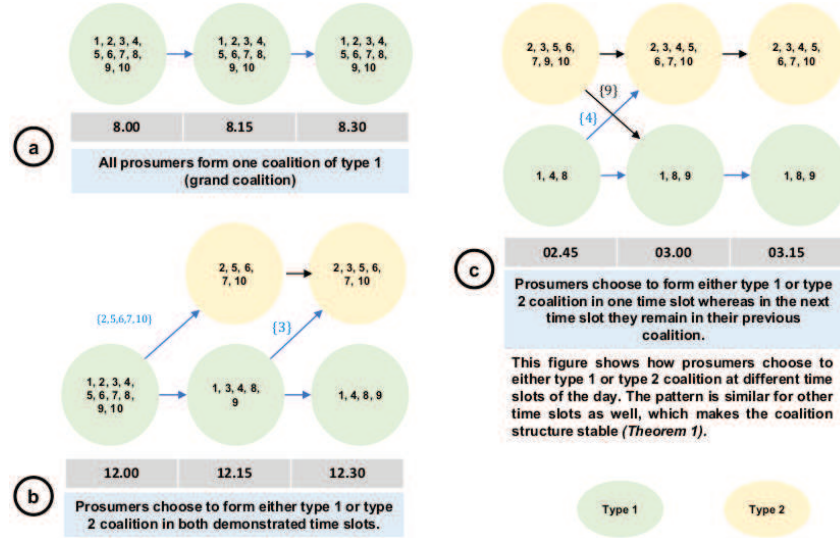 1, 2, 3, 4,
5, 6, 7, 8,
9, 10
1, 2, 3, 4,
5, 6, 7, 8,
9, 10
1, 2, 3, 4,
5, 6, 7, 8,
9, 10
8.00 8.15 8.30
a
All prosumers form one coalition of type 1
(grand coalition)
2, 5, 6,
7, 10
2, 3, 5, 6,
7, 10
{2,5,6,7,10}
{3}
1, 2, 3, 4,
5, 6, 7, 8,
9, 10
1, 3, 4, 8,
9
1, 4, 8, 9
12.00 12.15 12.30
b
Prosumers choose to form either type 1 or type
2 coalition in both demonstrated time slots.
2, 3, 5, 6,
7, 9, 10
2, 3, 4, 5,
6, 7, 10
2, 3, 4, 5,
6, 7, 10
{9}
{4}
1, 4, 8
1, 8, 9
1, 8, 9
02.45 03.00 03.15
c
Prosumers choose to form either type 1 or type
2 coalition in one time slot whereas in the next
time slot they remain in their previous
coalition.
This figure shows how prosumers choose to
either type 1 or type 2 coalition at different time
slots of the day. The pattern is similar for other
time slots as well, which makes the coalition
structure stable (Theorem 1).
Type 1
Type 2